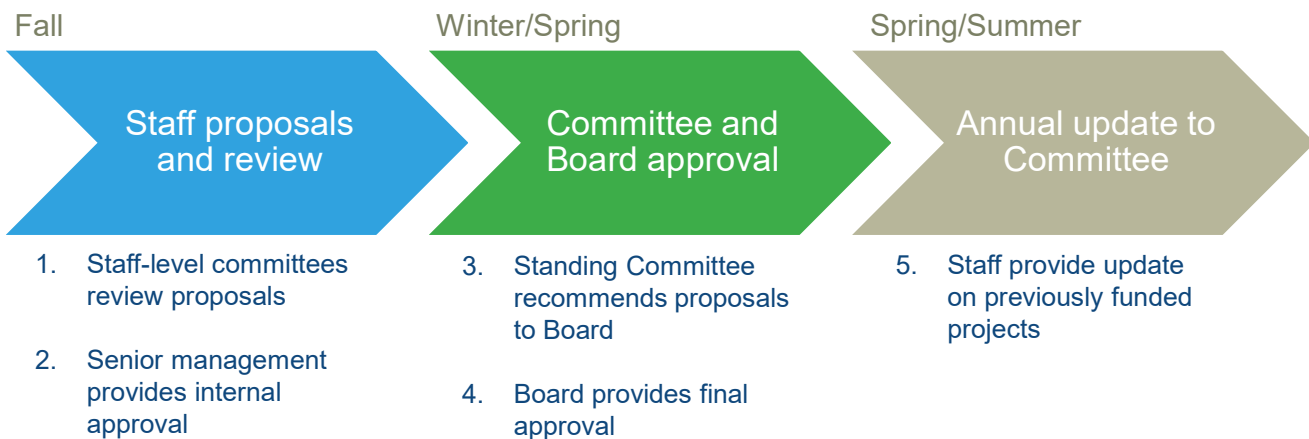 Fall
Staff proposals
and review
1. Staff-level committees
review proposals
2. Senior management
provides internal
approval
Winter/Spring
Committee and
Board approval
3. Standing Committee
recommends proposals
to Board
4. Board provides final
approval
Spring/Summer
Annual update to
Committee
5. Staff provide update
on previously funded
projects